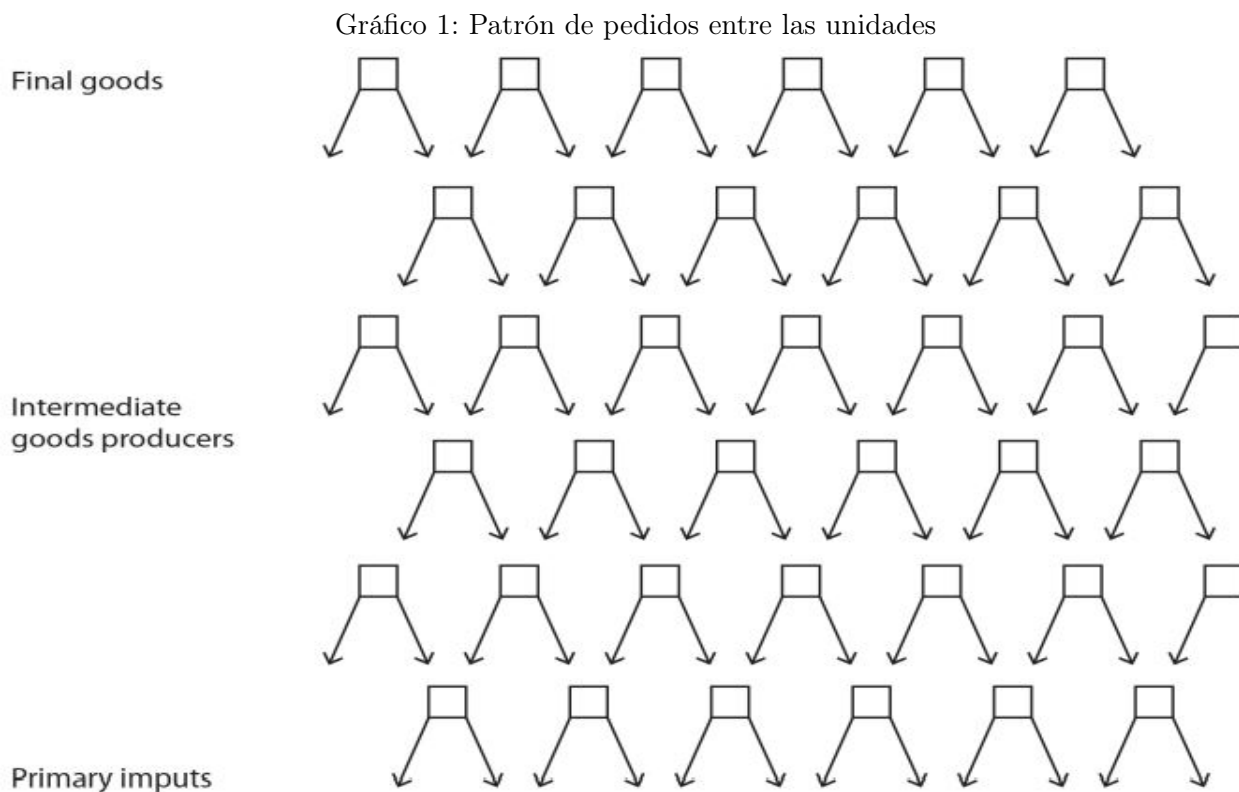 Gráfico 1: Patrón de pedidos entre las unidades
Final goods
Intermediate
goods producers
Primary imputs